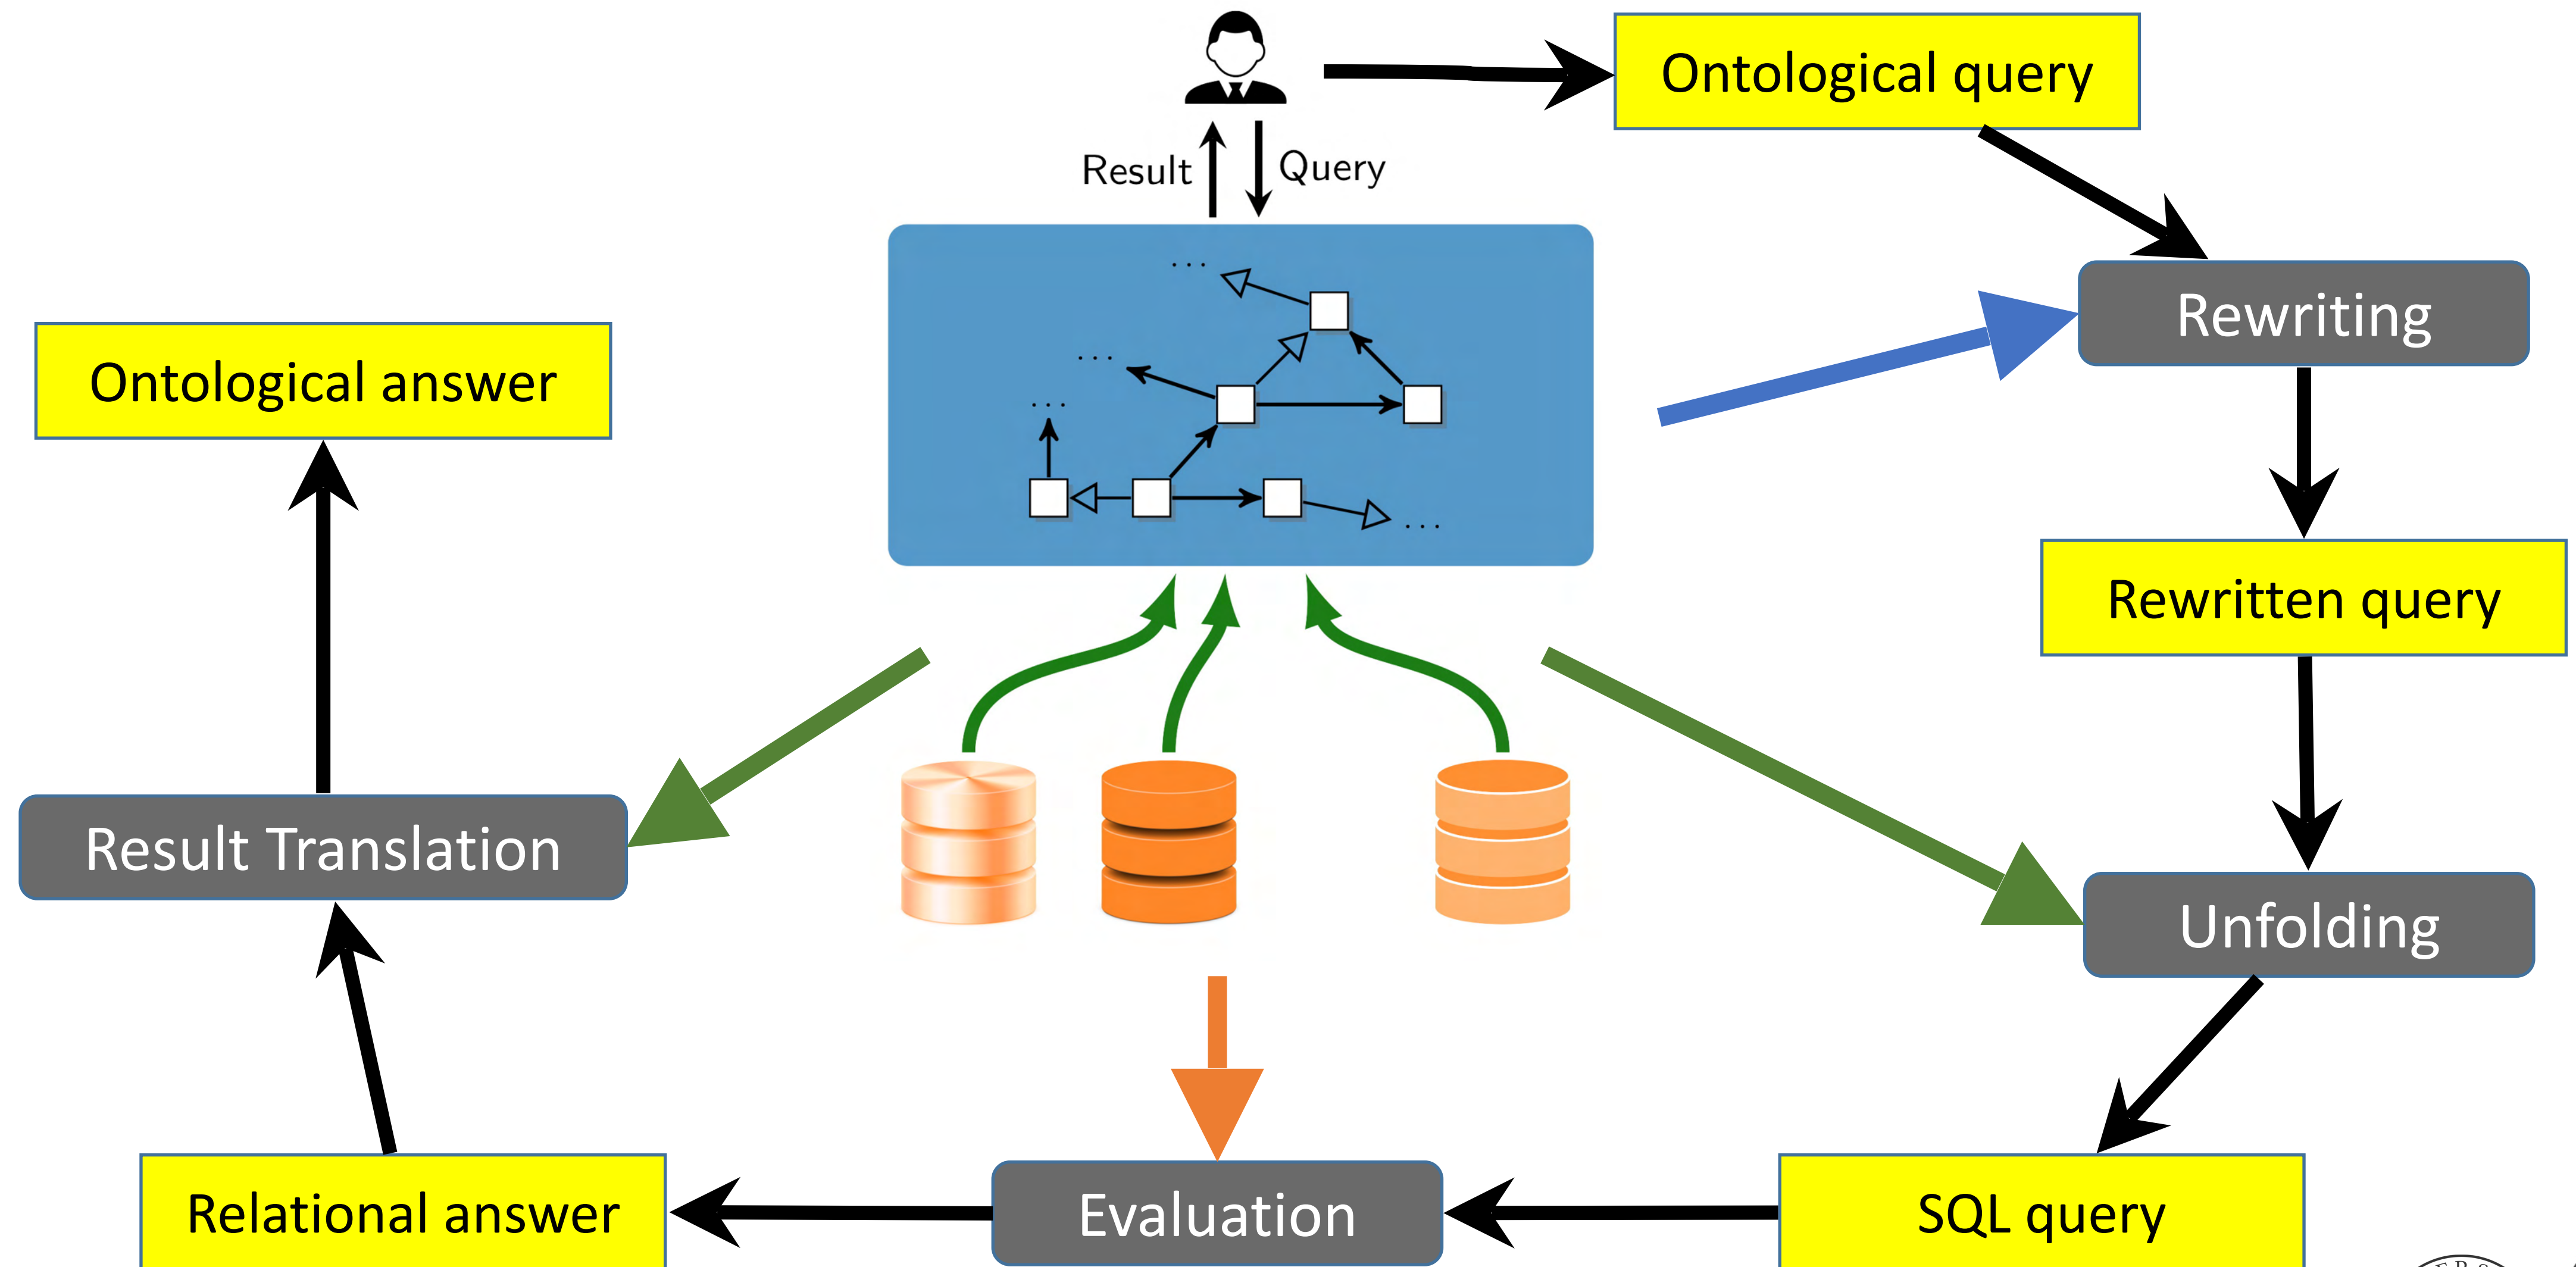 Ontological query
Result
Query
Rewriting
Ontological answer
Rewritten query
Result Translation
Unfolding
Relational answer
Evaluation
SQL query